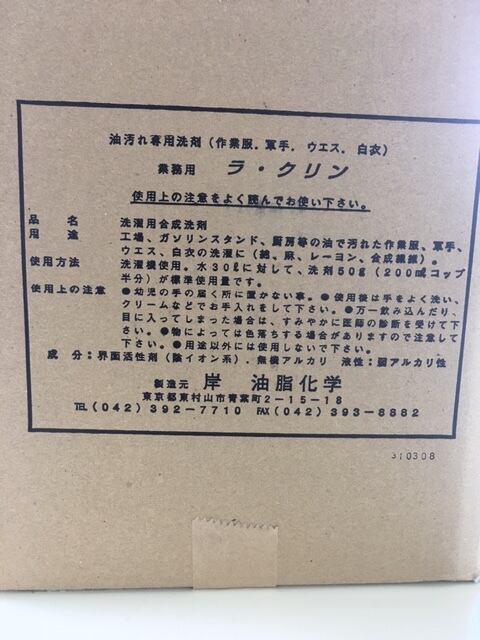 油汚れ専用洗剤(作業服．軍手．ウエス．白衣)
業務用 ラ・クリン
使用上の注意をよく読んでお使い下さい。
品名 洗濯用合成洗剤
用途 工場、ガソリンスタンド、厨房等の油で汚れた作業服、軍手、
ウエス、白衣の洗濯に(綿、麻、レーヨン、合成繊維)。
使用方法 洗濯機使用。水30ℓに対して、洗剤50g(200mlコップ
半分)が標準使用量です。
使用上の注意 ●幼児の手の届く所に置かない事。●使用後は手をよく洗い、
クリームなどでお手入れをして下さい。●万一飲み込んだり、
目に入ってしまった場合は、すみやかに医師の診断を受けて下
さい。●物によっては色落ちする場合がありますので注意して
下さい。●用途以外には使用しないで下さい。
成分：界面活性剤(陰イオン系)．無機アルカリ 液性：弱アルカリ性
製造元 岸 油脂化学
東京都東村山市青葉町2－15－18
TEL(042)392－7710 FAX(042)393－8882
310308